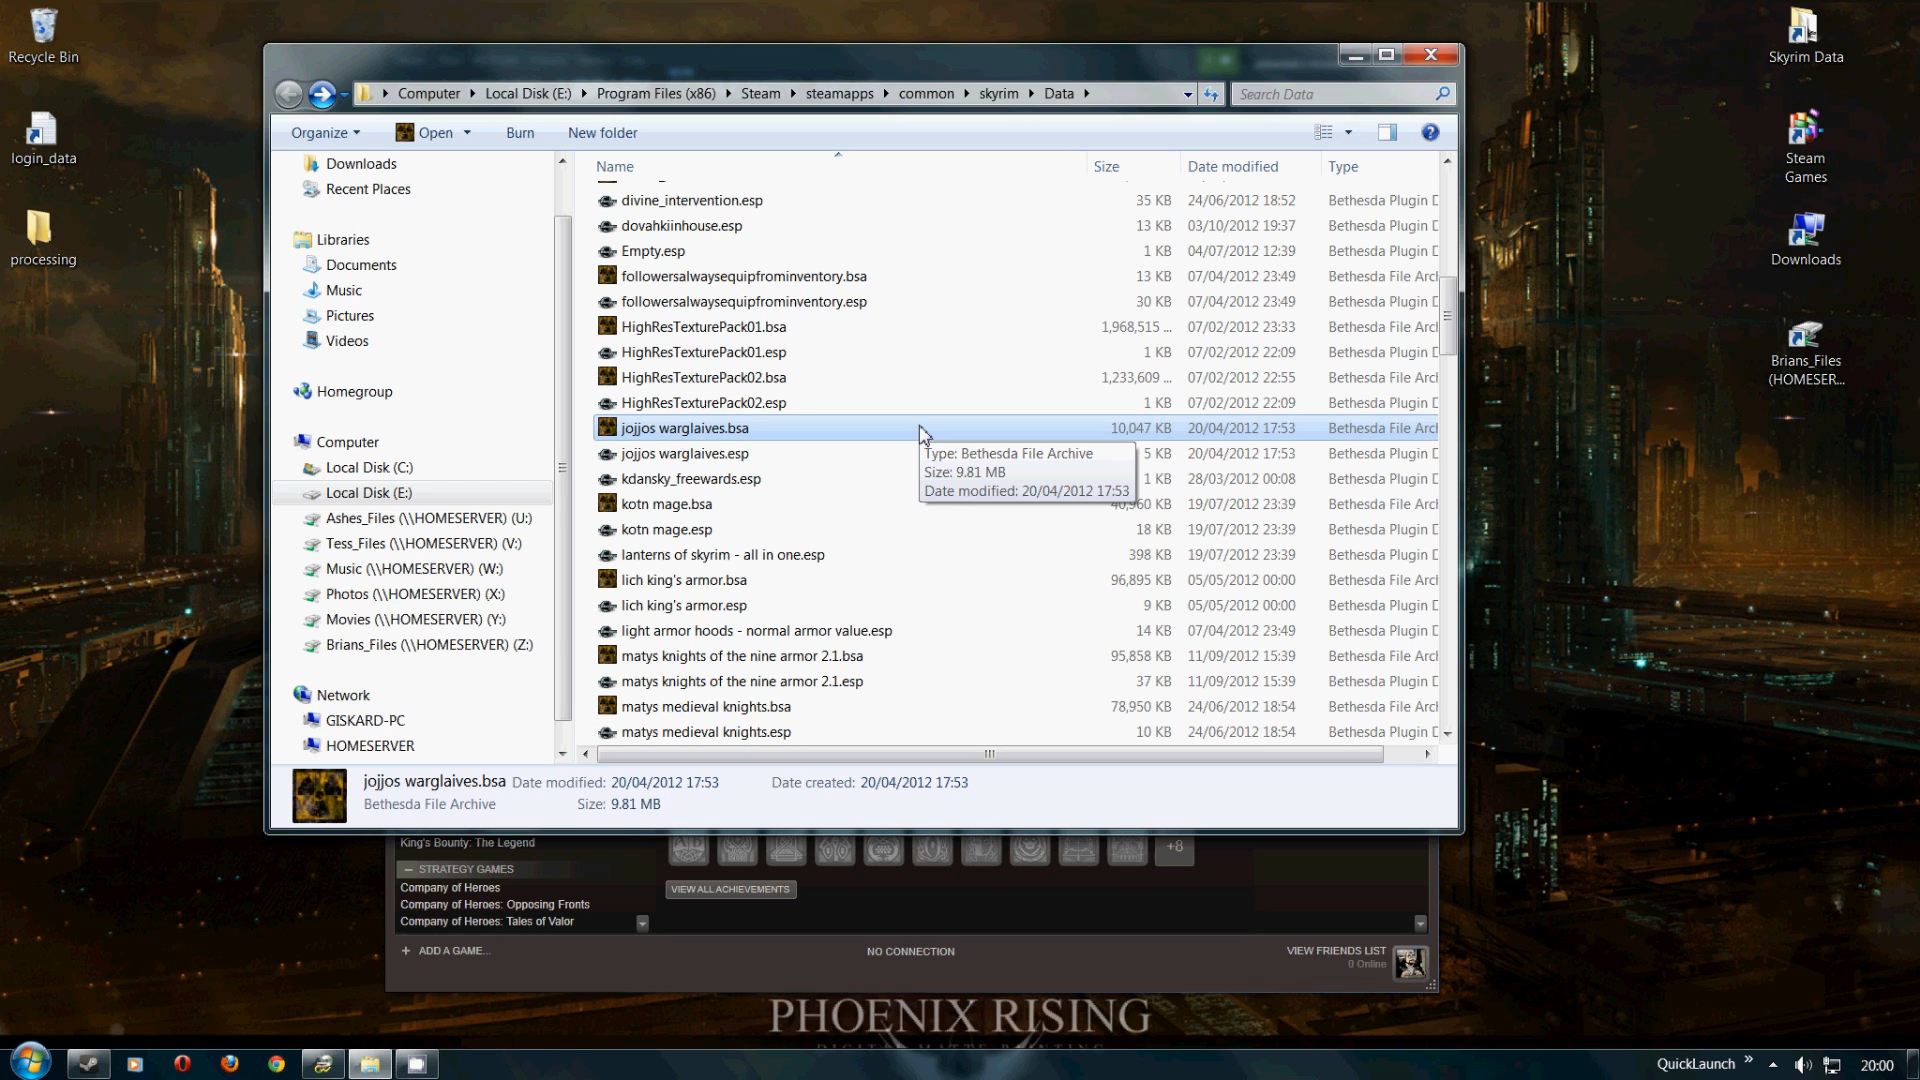 Recycle Bin
login_data
processing
Skyrim Data
Steam
Games
Downloads
Brians_Files
(HOMESER...
Computer
Local Disk (E:)
Program Files (x86)
Steam
steamapps
common
skyrim
Data
Search Data
Organize
Open
Burn
New folder
Downloads
Recent Places
Libraries
Documents
Music
Pictures
Videos
Homegroup
Computer
Local Disk (C:)
Local Disk (E:)
Ashes_Files (\\HOMESERVER) (U:)
Tess_Files (\\HOMESERVER) (V:)
Music (\\HOMESERVER) (W:)
Photos (\\HOMESERVER) (X:)
Movies (\\HOMESERVER) (Y:)
Brians_Files (\\HOMESERVER) (Z:)
Network
GISKARD-PC
HOMESERVER
Name Size Date modified Type
divine_intervention.esp 35 KB 24/06/2012 18:52 Bethesda Plugin D
dovahkiinhouse.esp 13 KB 03/10/2012 19:37 Bethesda Plugin D
Empty.esp 1 KB 04/07/2012 12:39 Bethesda Plugin D
followersalwaysequipfrominventory.bsa 13 KB 07/04/2012 23:49 Bethesda File Arch
followersalwaysequipfrominventory.esp 30 KB 07/04/2012 23:49 Bethesda Plugin D
HighResTexturePack01.bsa 1,968,515 ... 07/02/2012 23:33 Bethesda File Arch
HighResTexturePack01.esp 1 KB 07/02/2012 22:09 Bethesda Plugin D
HighResTexturePack02.bsa 1,233,609 ... 07/02/2012 22:55 Bethesda File Arch
HighResTexturePack02.esp 1 KB 07/02/2012 22:09 Bethesda Plugin D
jojjos warglaives.bsa 10,047 KB 20/04/2012 17:53 Bethesda File Arch
jojjos warglaives.esp 5 KB 20/04/2012 17:53 Bethesda Plugin D
kdansky_freewards.esp 1 KB 28/03/2012 00:08 Bethesda Plugin D
kotn mage.bsa 40,960 KB 19/07/2012 23:39 Bethesda File Arch
kotn mage.esp 18 KB 19/07/2012 23:39 Bethesda Plugin D
lanterns of skyrim - all in one.esp 398 KB 19/07/2012 23:39 Bethesda Plugin D
lich king's armor.bsa 96,895 KB 05/05/2012 00:00 Bethesda File Arch
lich king's armor.esp 9 KB 05/05/2012 00:00 Bethesda Plugin D
light armor hoods - normal armor value.esp 14 KB 07/04/2012 23:49 Bethesda Plugin D
matys knights of the nine armor 2.1.bsa 95,858 KB 11/09/2012 15:39 Bethesda File Arch
matys knights of the nine armor 2.1.esp 37 KB 11/09/2012 15:39 Bethesda Plugin D
matys medieval knights.bsa 78,950 KB 24/06/2012 18:54 Bethesda File Arch
matys medieval knights.esp 10 KB 24/06/2012 18:54 Bethesda Plugin D
Type: Bethesda File Archive
Size: 9.81 MB
Date modified: 20/04/2012 17:53
jojjos warglaives.bsa Date modified: 20/04/2012 17:53 Date created: 20/04/2012 17:53
Bethesda File Archive Size: 9.81 MB
King's Bounty: The Legend
STRATEGY GAMES
Company of Heroes
Company of Heroes: Opposing Fronts
Company of Heroes: Tales of Valor
+8
VIEW ALL ACHIEVEMENTS
+ ADD A GAME...
NO CONNECTION
VIEW FRIENDS LIST
0 Online
PHOENIX RISING
DIGITAL MATTE PAINTING
QuickLaunch
20:00